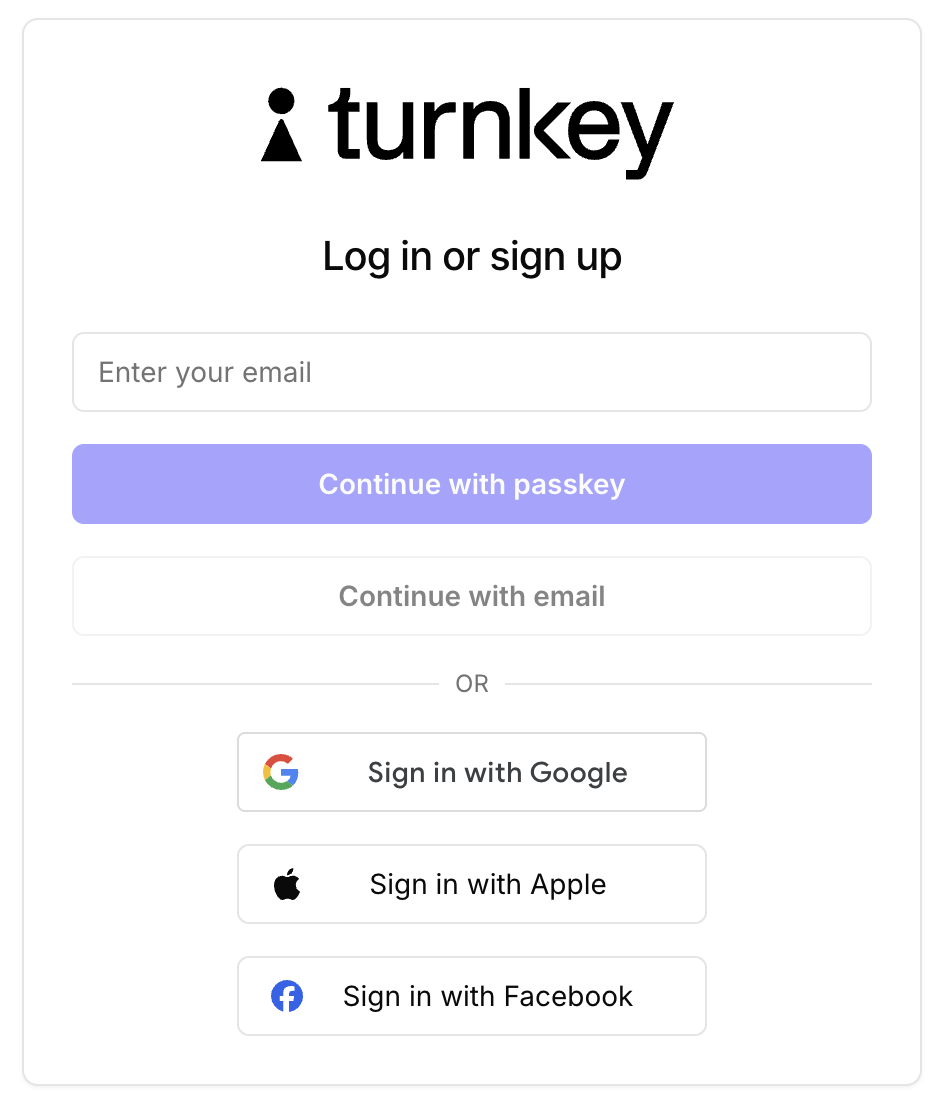 turnkey
Log in or sign up
Enter your email
Continue with passkey
Continue with email
OR
Sign in with Google
Sign in with Apple
Sign in with Facebook